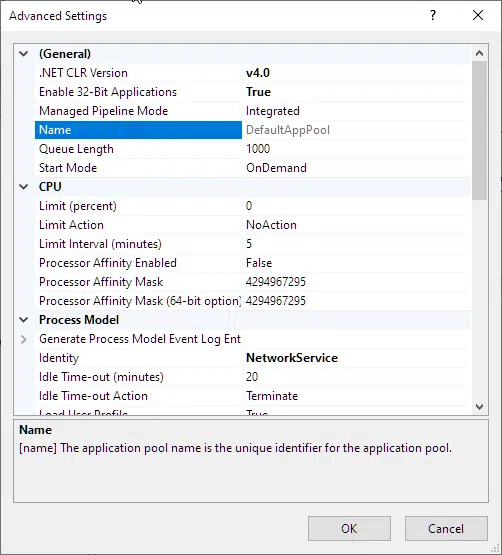 Advanced Settings
?
(General)
.NET CLR Version v4.0
Enable 32-Bit Applications True
Managed Pipeline Mode Integrated
Name DefaultAppPool
Queue Length 1000
Start Mode OnDemand
CPU
Limit (percent) 0
Limit Action NoAction
Limit Interval (minutes) 5
Processor Affinity Enabled False
Processor Affinity Mask 4294967295
Processor Affinity Mask (64-bit option) 4294967295
Process Model
Generate Process Model Event Log Ent
Identity NetworkService
Idle Time-out (minutes) 20
Idle Time-out Action Terminate
Load User Profile True
Name
[name] The application pool name is the unique identifier for the application pool.
OK Cancel